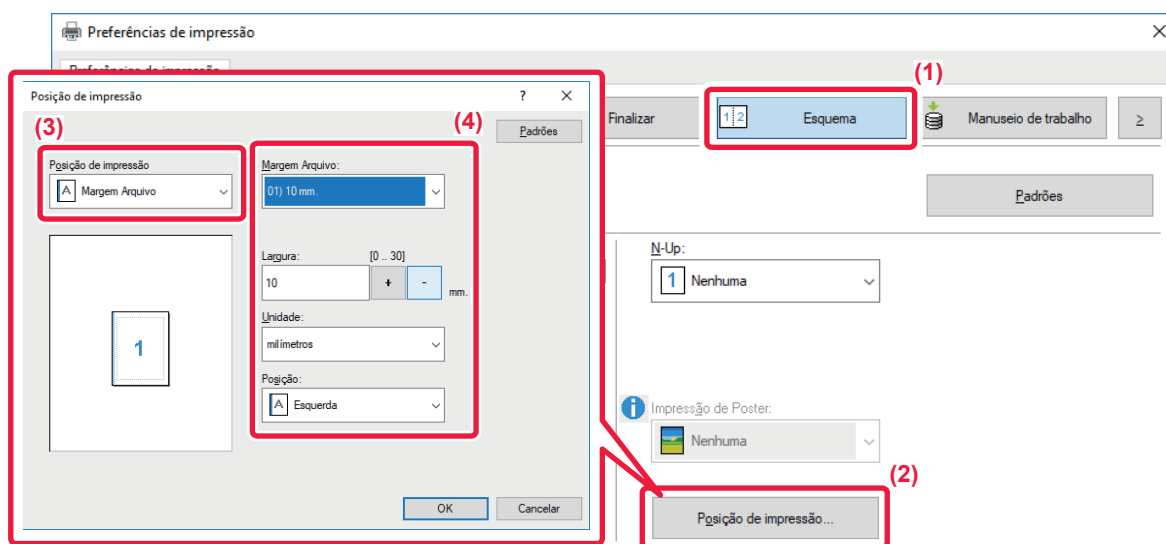 Preferências de impressão
Preferências de impressão
(1)
Finalizar
1 2 Esquema
Manuseio de trabalho
≥
Padrões
Posição de impressão
? ×
(3)
(4)
Padrões
Posição de impressão
A Margem Arquivo
1
Margem Arquivo:
01) 10 mm.
Largura: [0 .. 30]
10 + - mm.
Unidade:
milímetros
Posição:
A Esquerda
OK
Cancelar
N-Up:
1 Nenhuma
Impressão de Poster:
Nenhuma
(2)
Posição de impressão...